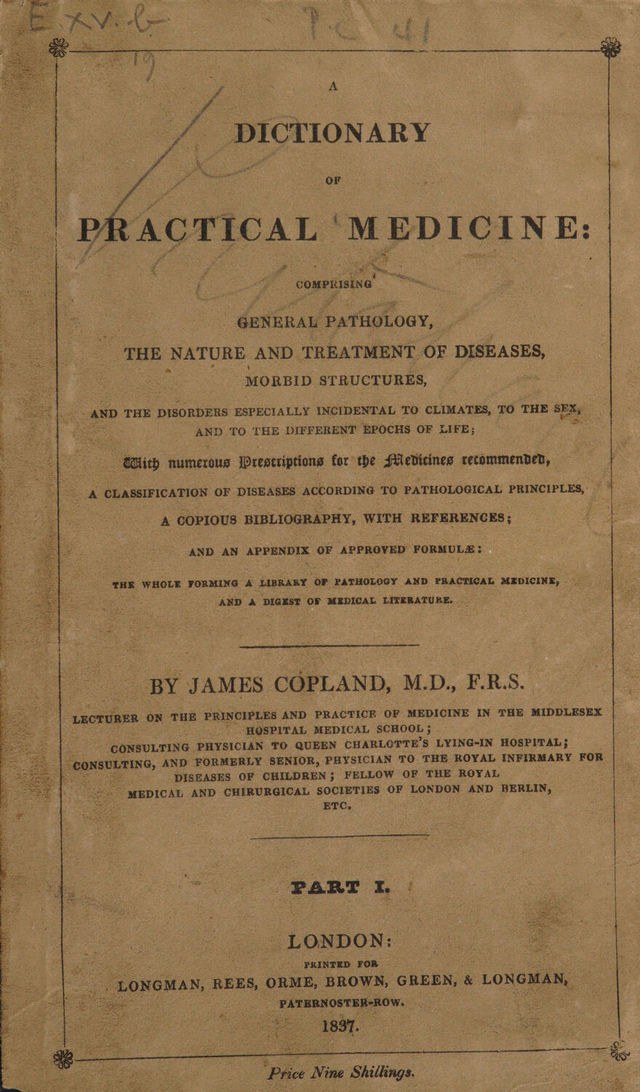 E xv. b
P.c 41
19
A
DICTIONARY
OF
PRACTICAL MEDICINE:
COMPRISING
GENERAL PATHOLOGY,
THE NATURE AND TREATMENT OF DISEASES,
MORBID STRUCTURES,
AND THE DISORDERS ESPECIALLY INCIDENTAL TO CLIMATES, TO THE SEX,
AND TO THE DIFFERENT EPOCHS OF LIFE;
With numerous Prescriptions for the Medicines recommended,
A CLASSIFICATION OF DISEASES ACCORDING TO PATHOLOGICAL PRINCIPLES,
A COPIOUS BIBLIOGRAPHY, WITH REFERENCES;
AND AN APPENDIX OF APPROVED FORMULÆ:
THE WHOLE FORMING A LIBRARY OF PATHOLOGY AND PRACTICAL MEDICINE,
AND A DIGEST OF MEDICAL LITERATURE.
BY JAMES COPLAND, M.D., F.R.S.
LECTURER ON THE PRINCIPLES AND PRACTICE OF MEDICINE IN THE MIDDLESEX
HOSPITAL MEDICAL SCHOOL;
CONSULTING PHYSICIAN TO QUEEN CHARLOTTE'S LYING-IN HOSPITAL;
CONSULTING, AND FORMERLY SENIOR, PHYSICIAN TO THE ROYAL INFIRMARY FOR
DISEASES OF CHILDREN; FELLOW OF THE ROYAL
MEDICAL AND CHIRURGICAL SOCIETIES OF LONDON AND BERLIN,
ETC.
PART I.
LONDON:
PRINTED FOR
LONGMAN, REES, ORME, BROWN, GREEN, & LONGMAN,
PATERNOSTER-ROW.
1837.
Price Nine Shillings.